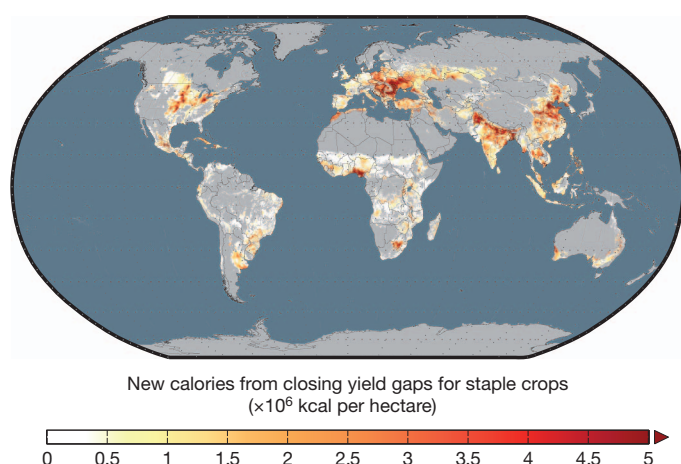 New calories from closing yield gaps for staple crops
(×10⁶ kcal per hectare)
0 0.5 1 1.5 2 2.5 3 3.5 4 4.5 5